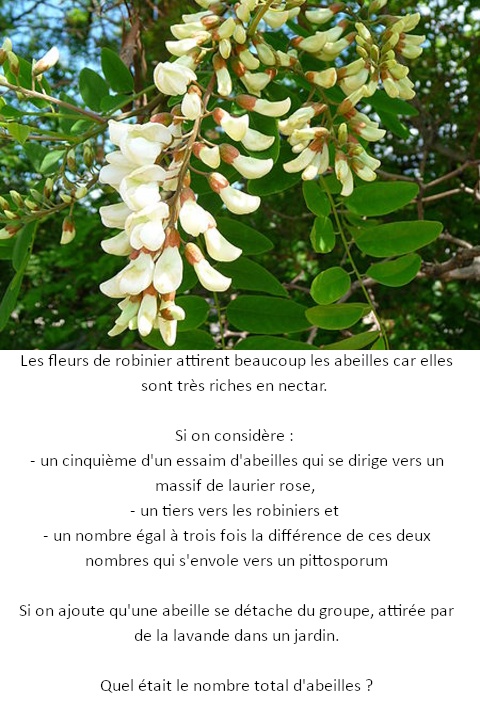 Les fleurs de robinier attirent beaucoup les abeilles car elles
sont très riches en nectar.
Si on considère :
- un cinquième d'un essaim d'abeilles qui se dirige vers un
massif de laurier rose,
- un tiers vers les robiniers et
- un nombre égal à trois fois la différence de ces deux
nombres qui s'envole vers un pittosporum
Si on ajoute qu'une abeille se détache du groupe, attirée par
de la lavande dans un jardin.
Quel était le nombre total d'abeilles ?